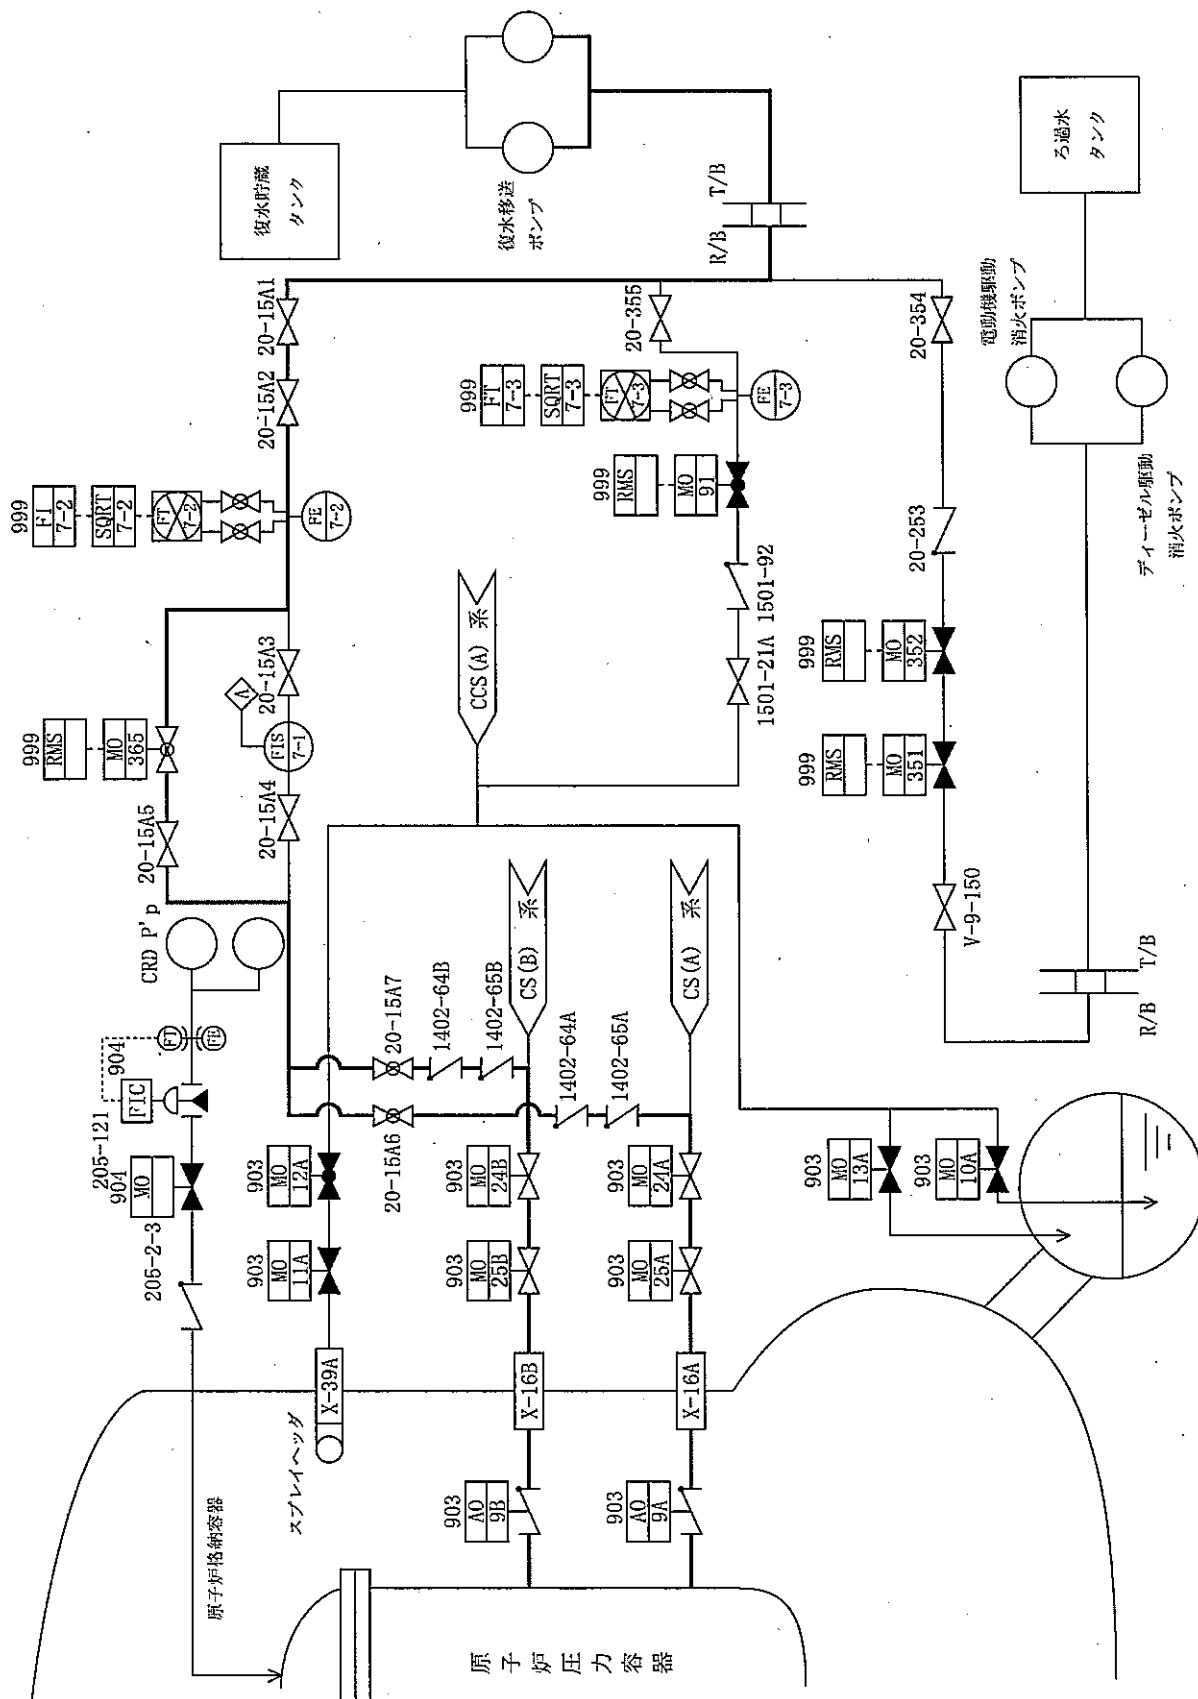 原子炉圧力容器
原子炉格納容器
スプレイヘッダ
X-39A
X-16B
X-16A
903
AO
9B
903
AO
9A
205-2-3
904
MO
205-121
FIC
904
FT
FE
CRD P'p
903
MO
11A
903
MO
12A
903
MO
25B
903
MO
24B
903
MO
25A
903
MO
24A
20-15A6
20-15A7
1402-64B
1402-65B
1402-64A
1402-65A
CS(B) 系
CS(A) 系
CCS(A) 系
903
MO
13A
903
MO
10A
20-15A5
20-15A4
999
RMS
MO
365
FIS
7-1
A
20-15A3
999
FI
7-2
SQRT
7-2
FT
7-2
FE
7-2
20-15A2
20-15A1
復水貯蔵
タンク
復水移送
ポンプ
R/B
T/B
20-355
999
FT
7-3
SQRT
7-3
FT
7-3
FE
7-3
999
RMS
MO
91
1501-92
1501-21A
20-354
20-253
999
RMS
MO
352
999
RMS
MO
351
V-9-150
R/B
T/B
電動機駆動
消火ポンプ
ディーゼル駆動
消火ポンプ
ろ過水
タンク